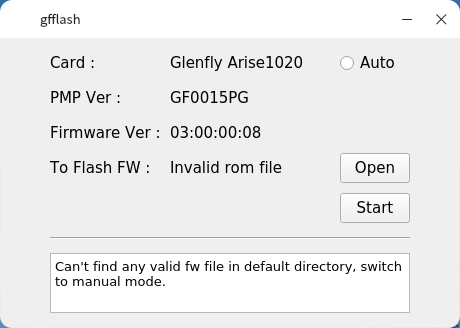 gfflash
Card : Glenfly Arise1020 Auto
PMP Ver : GF0015PG
Firmware Ver : 03:00:00:08
To Flash FW : Invalid rom file Open
Start
Can't find any valid fw file in default directory, switch
to manual mode.